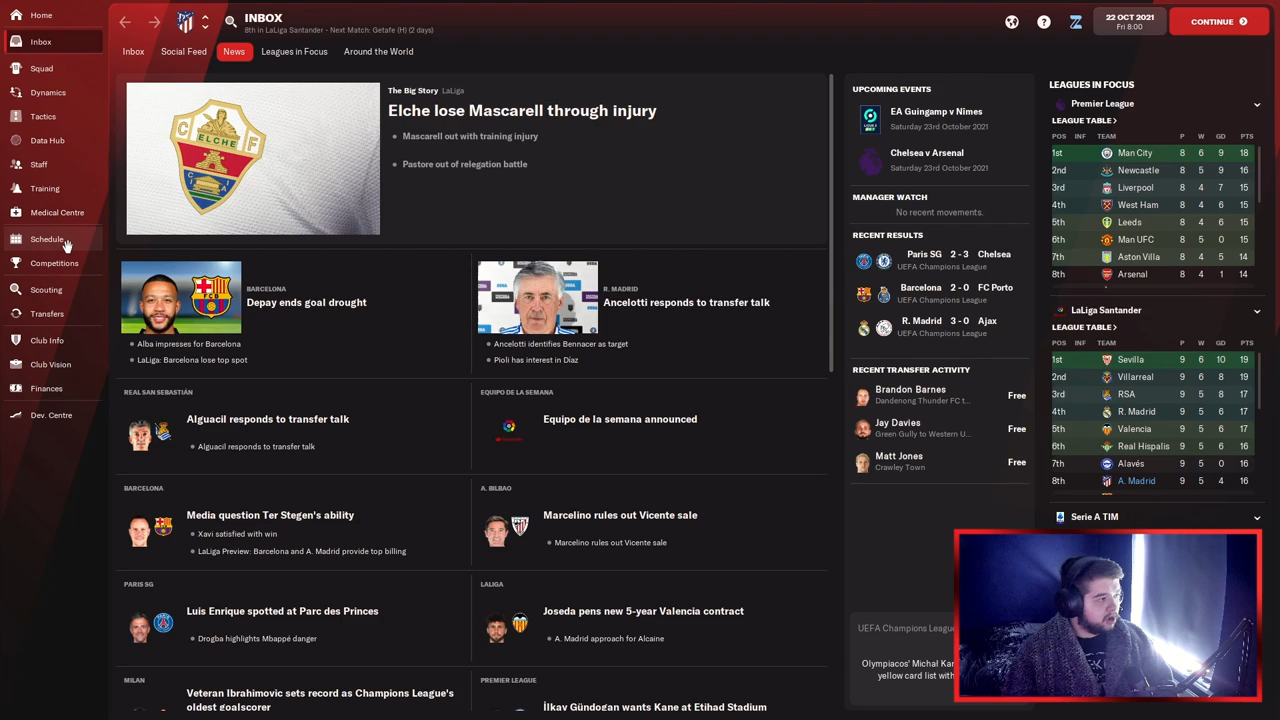 Home
Inbox
Squad
Dynamics
Tactics
Data Hub
Staff
Training
Medical Centre
Schedule
Competitions
Scouting
Transfers
Club Info
Club Vision
Finances
Dev. Centre
INBOX
8th in LaLiga Santander - Next Match: Getafe (H) (2 days)
22 OCT 2021
Fri 8:00
CONTINUE
Inbox Social Feed News Leagues in Focus Around the World
ELCHE
The Big Story LaLiga
Elche lose Mascarell through injury
Mascarell out with training injury
Pastore out of relegation battle
BARCELONA
Depay ends goal drought
Alba impresses for Barcelona
LaLiga: Barcelona lose top spot
R. MADRID
Ancelotti responds to transfer talk
Ancelotti identifies Bennacer as target
Pioli has interest in Díaz
REAL SAN SEBASTIÁN
Alguacil responds to transfer talk
Alguacil responds to transfer talk
EQUIPO DE LA SEMANA
Equipo de la semana announced
BARCELONA
Media question Ter Stegen's ability
Xavi satisfied with win
LaLiga Preview: Barcelona and A. Madrid provide top billing
A. BILBAO
Marcelino rules out Vicente sale
Marcelino rules out Vicente sale
PARIS SG
Luis Enrique spotted at Parc des Princes
Drogba highlights Mbappé danger
LALIGA
Joseda pens new 5-year Valencia contract
A. Madrid approach for Alcaine
MILAN
Veteran Ibrahimovic sets record as Champions League's
oldest goalscorer
PREMIER LEAGUE
İlkay Gündogan wants Kane at Etihad Stadium
UPCOMING EVENTS
EA Guingamp v Nimes
Saturday 23rd October 2021
Chelsea v Arsenal
Saturday 23rd October 2021
MANAGER WATCH
No recent movements.
RECENT RESULTS
Paris SG 2 - 3 Chelsea
UEFA Champions League
Barcelona 2 - 0 FC Porto
UEFA Champions League
R. Madrid 3 - 0 Ajax
UEFA Champions League
RECENT TRANSFER ACTIVITY
Brandon Barnes
Dandenong Thunder FC t...
Free
Jay Davies
Green Gully to Western U...
Free
Matt Jones
Crawley Town
Free
UEFA Champions League
Olympiacos' Michal Kar
yellow card list with
LEAGUES IN FOCUS
Premier League
LEAGUE TABLE
POS INF TEAM P W GD PTS
1st Man City 8 6 9 18
2nd Newcastle 8 5 9 16
3rd Liverpool 8 4 7 15
4th West Ham 8 4 6 15
5th Leeds 8 4 6 15
6th Man UFC 8 5 0 15
7th Aston Villa 8 4 5 14
8th Arsenal 8 4 1 14
LaLiga Santander
LEAGUE TABLE
POS INF TEAM P W GD PTS
1st Sevilla 9 6 10 19
2nd Villarreal 9 6 8 19
3rd RSA 9 5 8 17
4th R. Madrid 9 5 6 17
5th Valencia 9 5 6 17
6th Real Hispalis 9 5 6 16
7th Alavés 9 5 0 16
8th A. Madrid 9 5 4 16
Serie A TIM